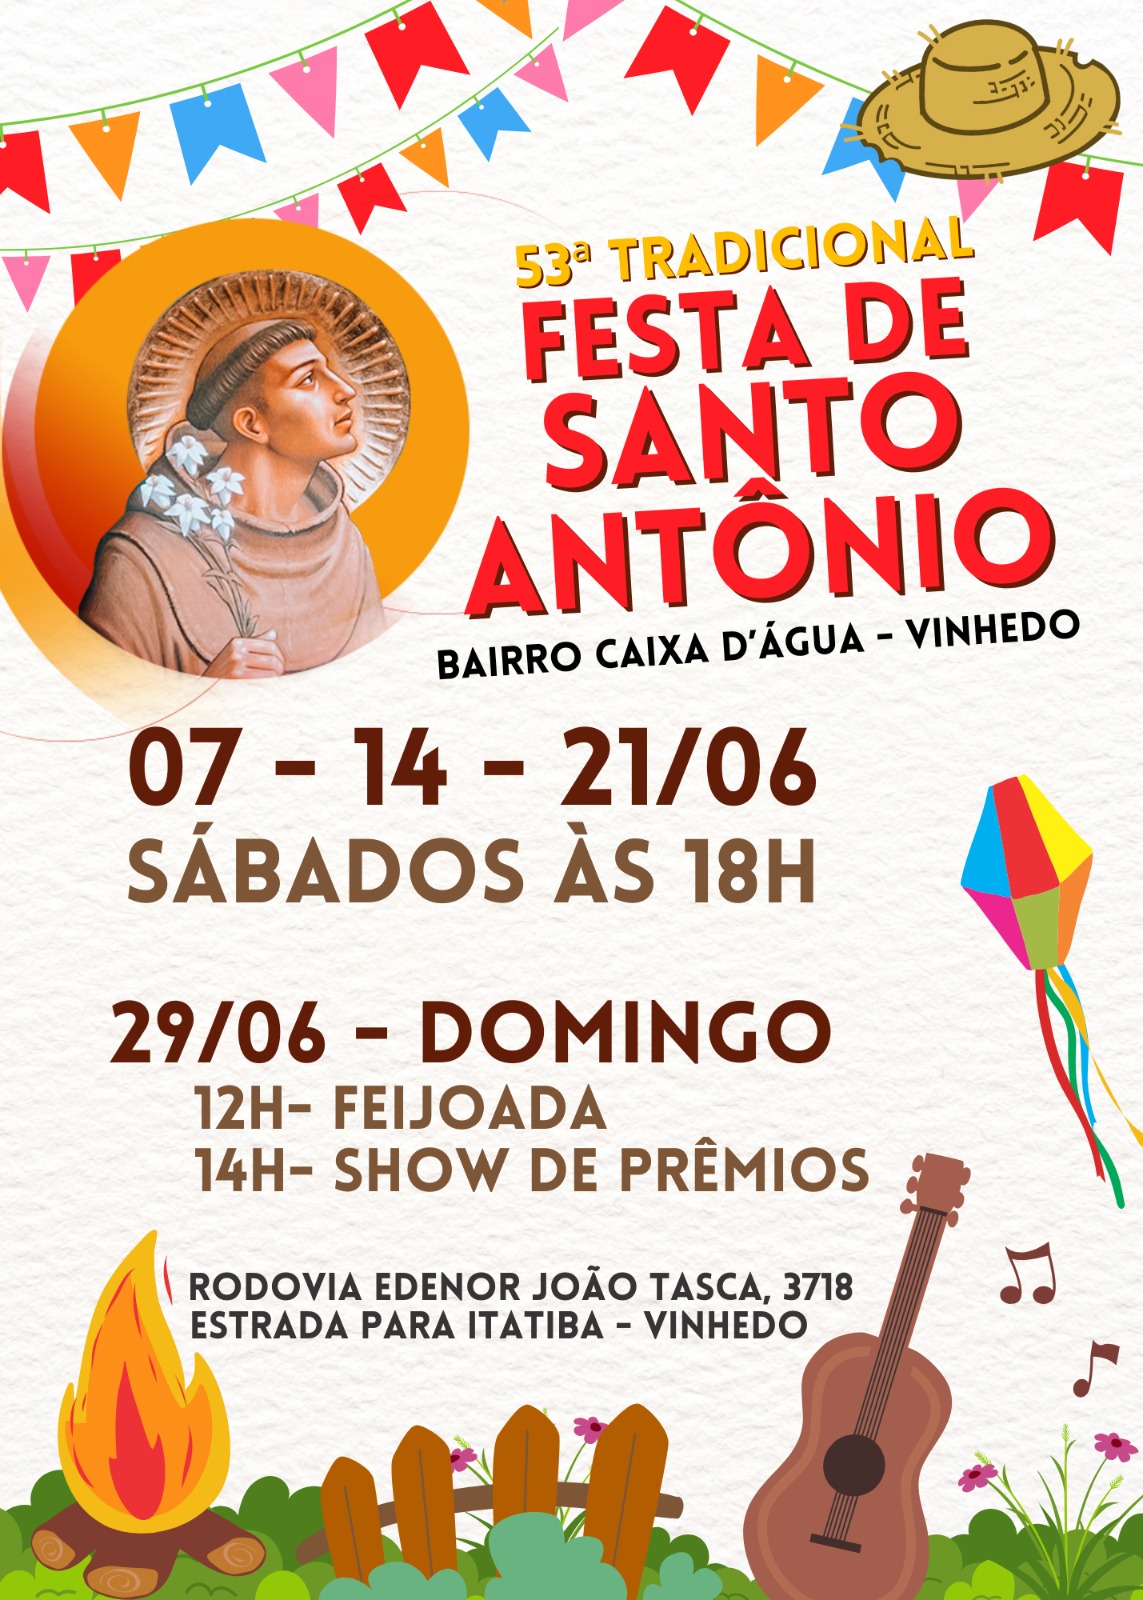 53ª TRADICIONAL
FESTA DE
SANTO
ANTÔNIO
BAIRRO CAIXA D'ÁGUA - VINHEDO
07 - 14 - 21/06
SÁBADOS ÀS 18H
29/06 - DOMINGO
12H- FEIJOADA
14H- SHOW DE PRÊMIOS
RODOVIA EDENOR JOÃO TASCA, 3718
ESTRADA PARA ITATIBA - VINHEDO